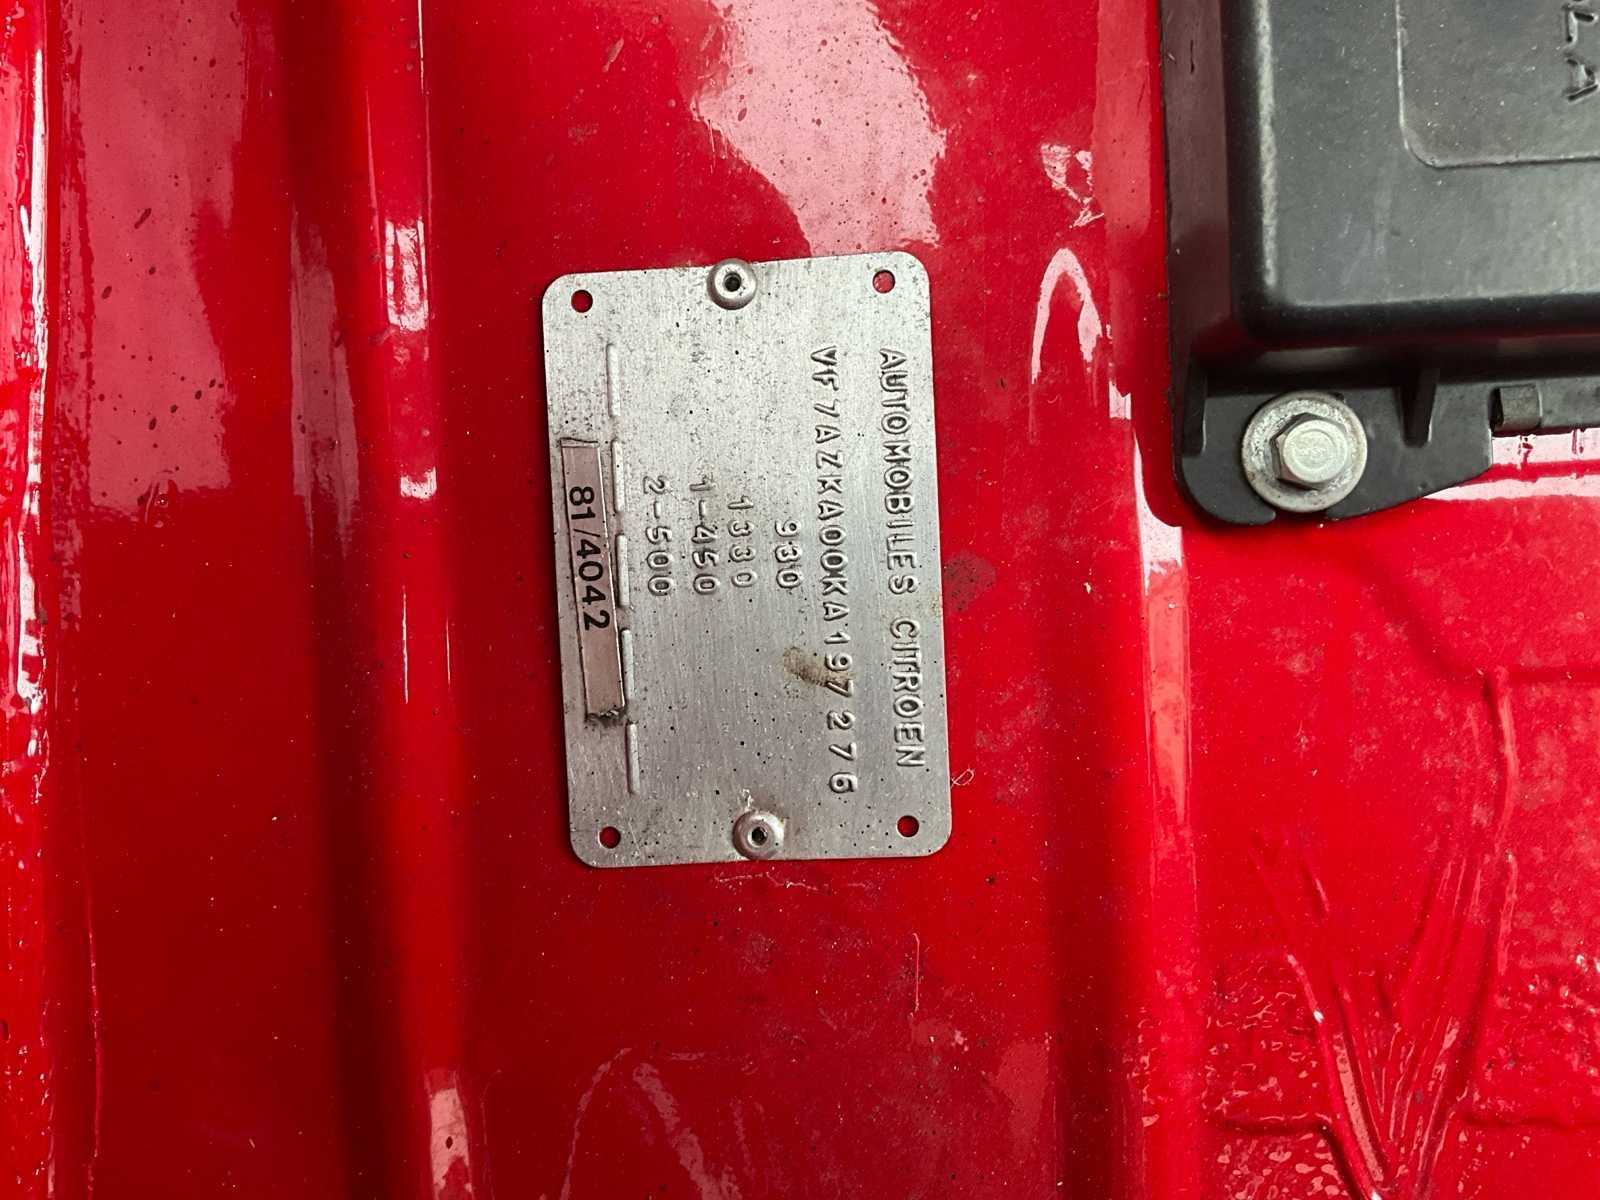 AUTOMOBILES CITROEN
VF7AZKA00KA197276
930
1330
1-450
2-500
81/4042